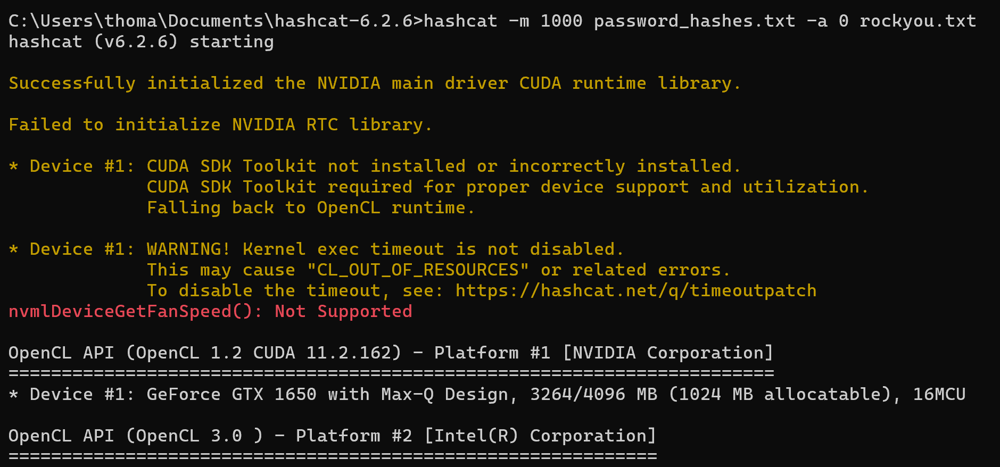 C:\Users\thoma\Documents\hashcat-6.2.6>hashcat -m 1000 password_hashes.txt -a 0 rockyou.txt
hashcat (v6.2.6) starting
Successfully initialized the NVIDIA main driver CUDA runtime library.
Failed to initialize NVIDIA RTC library.
* Device #1: CUDA SDK Toolkit not installed or incorrectly installed.
             CUDA SDK Toolkit required for proper device support and utilization.
             Falling back to OpenCL runtime.
* Device #1: WARNING! Kernel exec timeout is not disabled.
             This may cause "CL_OUT_OF_RESOURCES" or related errors.
             To disable the timeout, see: https://hashcat.net/q/timeoutpatch
nvmlDeviceGetFanSpeed(): Not Supported
OpenCL API (OpenCL 1.2 CUDA 11.2.162) - Platform #1 [NVIDIA Corporation]
========================================================================
* Device #1: GeForce GTX 1650 with Max-Q Design, 3264/4096 MB (1024 MB allocatable), 16MCU
OpenCL API (OpenCL 3.0 ) - Platform #2 [Intel(R) Corporation]
=============================================================